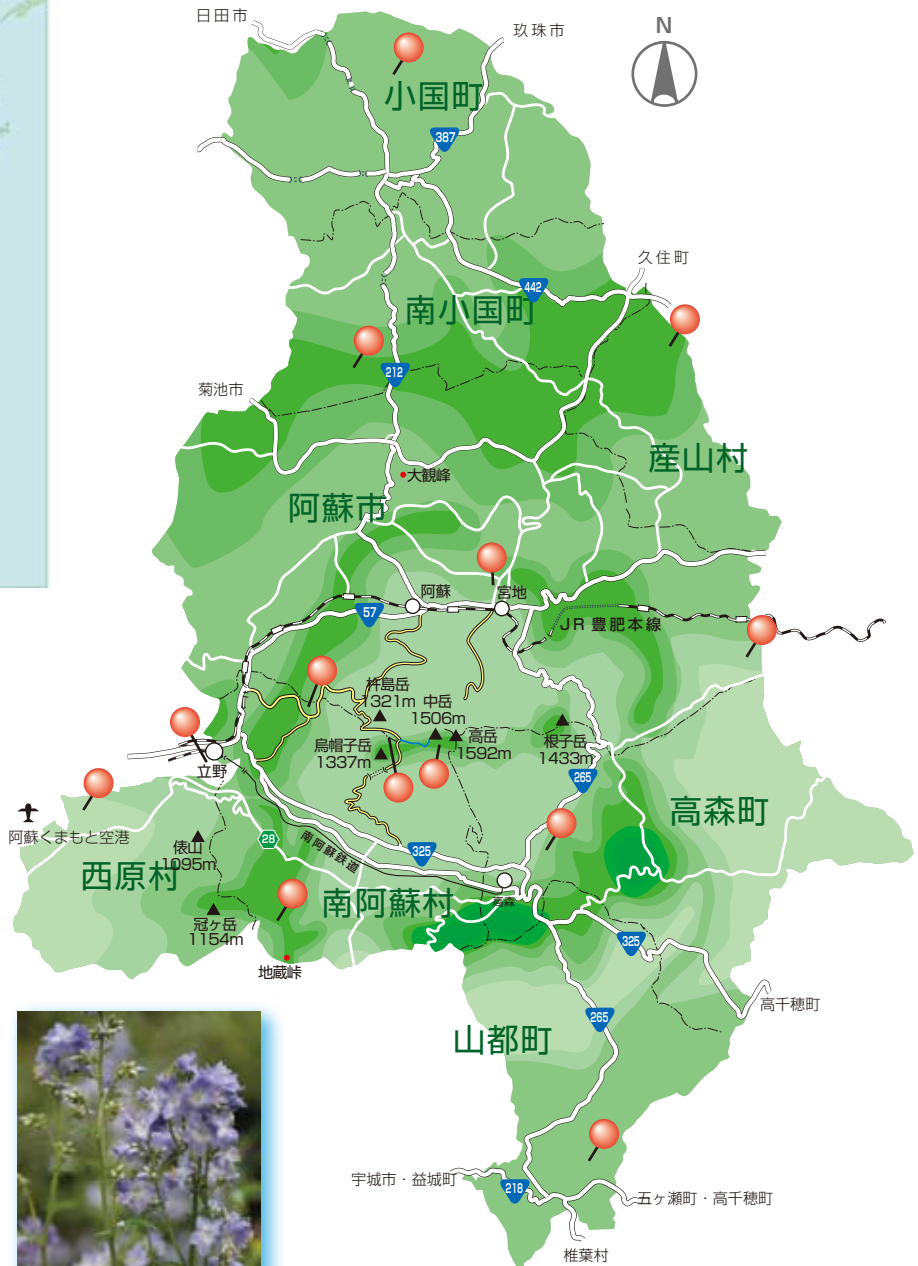 日田市
玖珠市
N
小国町
387
久住町
442
南小国町
212
菊池市
産山村
大観峰
阿蘇市
阿蘇
宮地
57
JR 豊肥本線
杵島岳
1321m
中岳
1506m
高岳
1592m
烏帽子岳
1337m
根子岳
1433m
立野
265
阿蘇くまもと空港
高森町
俵山
1095m
28
南阿蘇鉄道
325
西原村
南阿蘇村
高森
冠ヶ岳
1154m
325
地蔵峠
高千穂町
265
山都町
宇城市・益城町
218
五ヶ瀬町・高千穂町
椎葉村